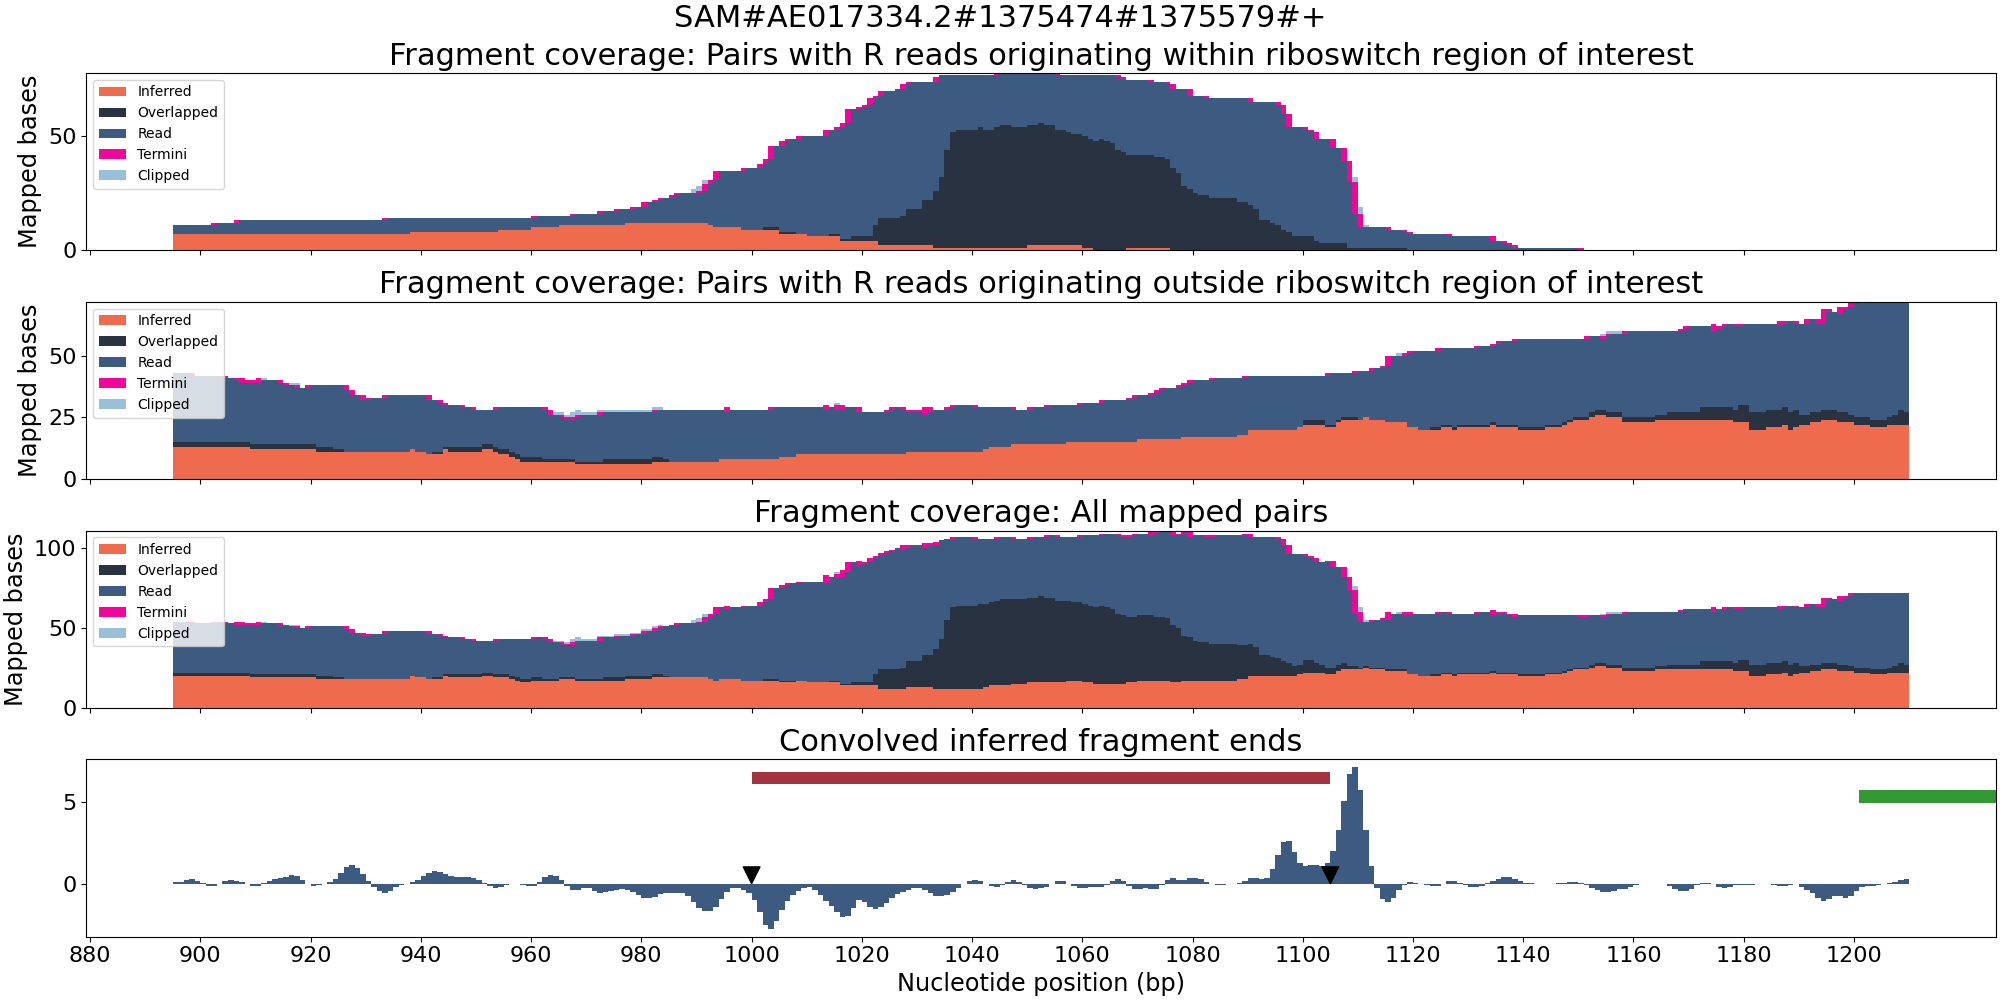 SAM#AE017334.2#1375474#1375579#+
Fragment coverage: Pairs with R reads originating within riboswitch region of interest
Mapped bases
50
0
Inferred
Overlapped
Read
Termini
Clipped
Fragment coverage: Pairs with R reads originating outside riboswitch region of interest
Mapped bases
50
25
0
Inferred
Overlapped
Read
Termini
Clipped
Fragment coverage: All mapped pairs
Mapped bases
100
50
0
Inferred
Overlapped
Read
Termini
Clipped
Convolved inferred fragment ends
5
0
880 900 920 940 960 980 1000 1020 1040 1060 1080 1100 1120 1140 1160 1180 1200
Nucleotide position (bp)